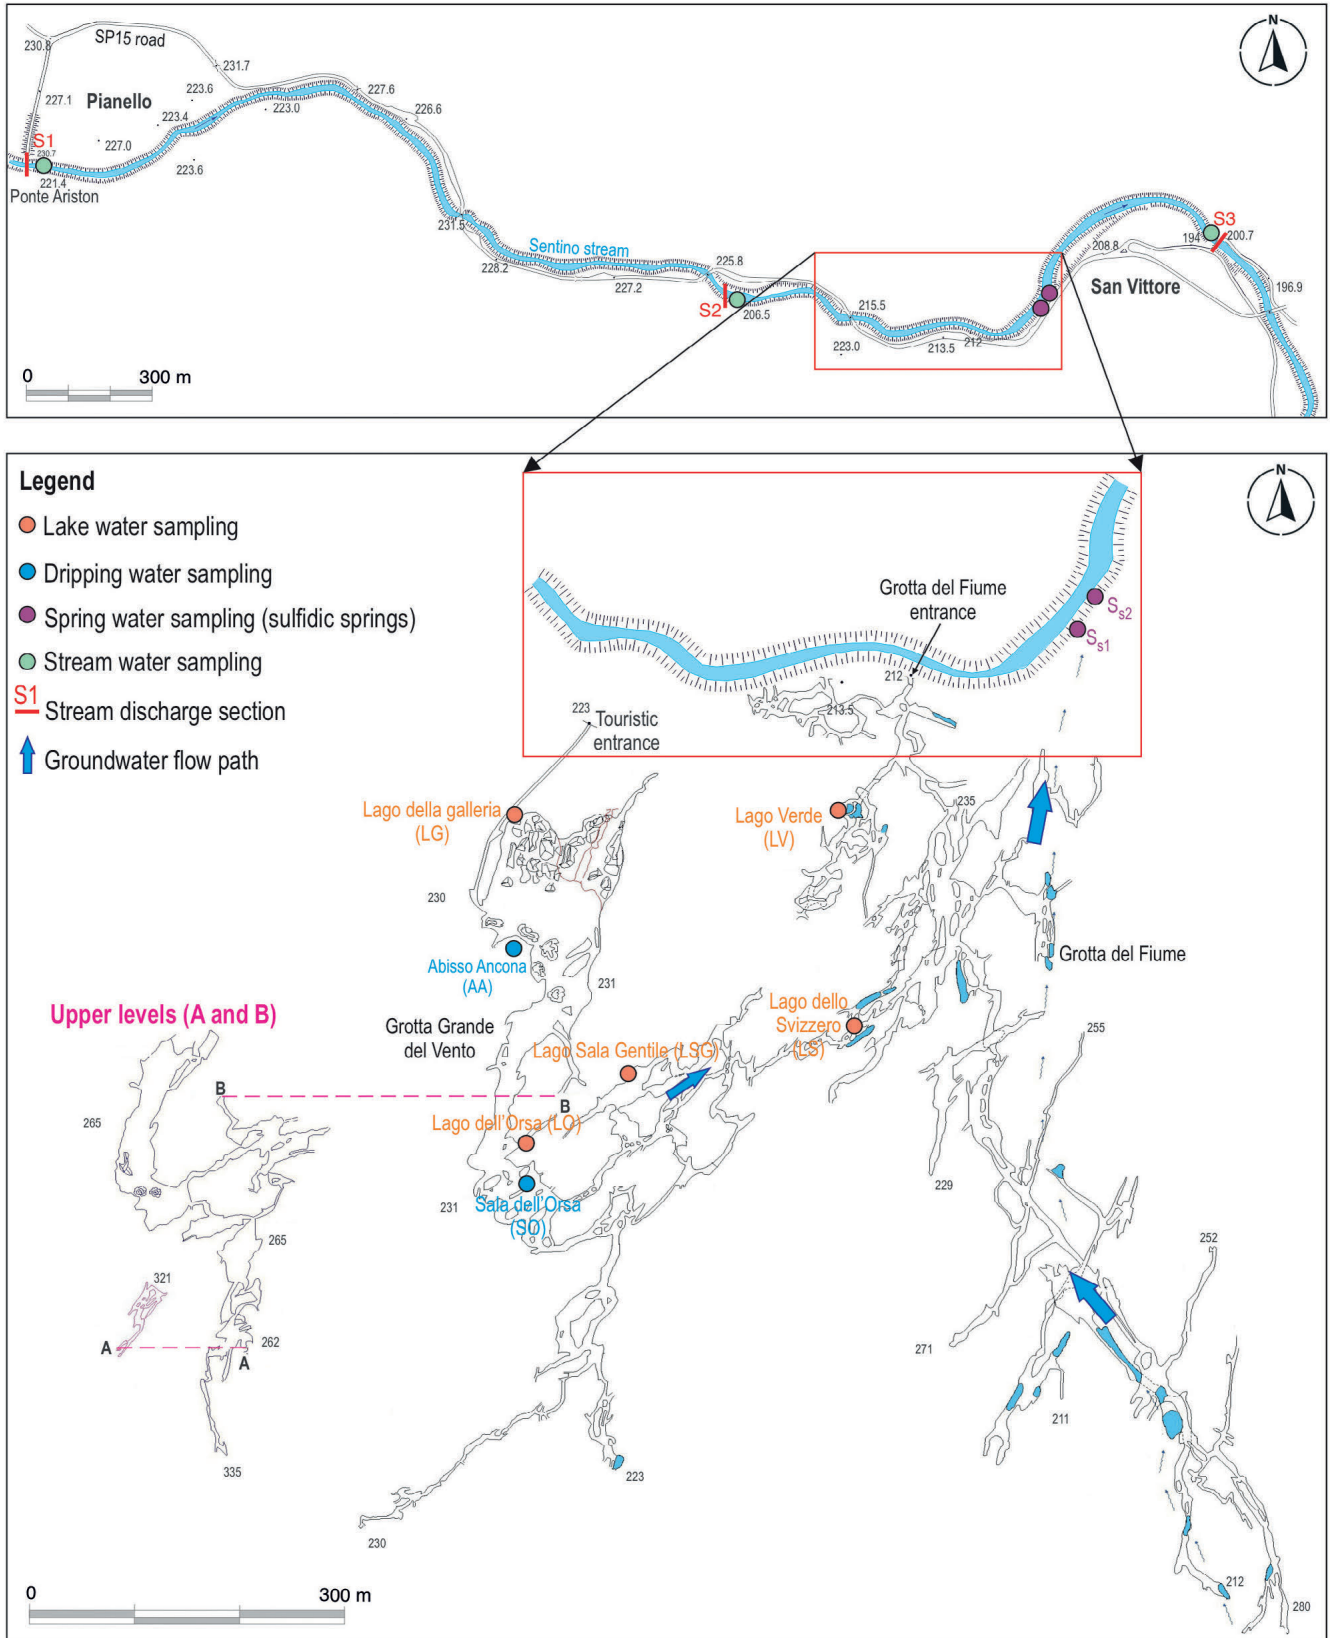 N
SP15 road
230.8
231.7
227.6
223.6
227.1
Pianello
223.0
226.6
223.4
S1
227.0
230.7
223.6
221.4
Ponte Ariston
231.5
Sentino stream
228.2
227.2
225.8
S2
206.5
215.5
223.0
213.5
212
208.8
San Vittore
194
S3
200.7
196.9
0 300 m
Legend
Lake water sampling
Dripping water sampling
Spring water sampling (sulfidic springs)
Stream water sampling
S1
Stream discharge section
Groundwater flow path
N
Grotta del Fiume
entrance
Ss2
Ss1
212
213.5
223
Touristic
entrance
Lago della galleria
(LG)
Lago Verde
(LV)
235
230
Abisso Ancona
(AA)
231
Grotta del Fiume
Upper levels (A and B)
Grotta Grande
del Vento
Lago dello
Svizzero
(LS)
Lago Sala Gentile (LSG)
255
B
B
265
Lago dell'Orsa (LO)
229
231
Sala dell'Orsa
(SO)
265
252
321
262
A
A
271
211
335
223
230
212
280
0 300 m